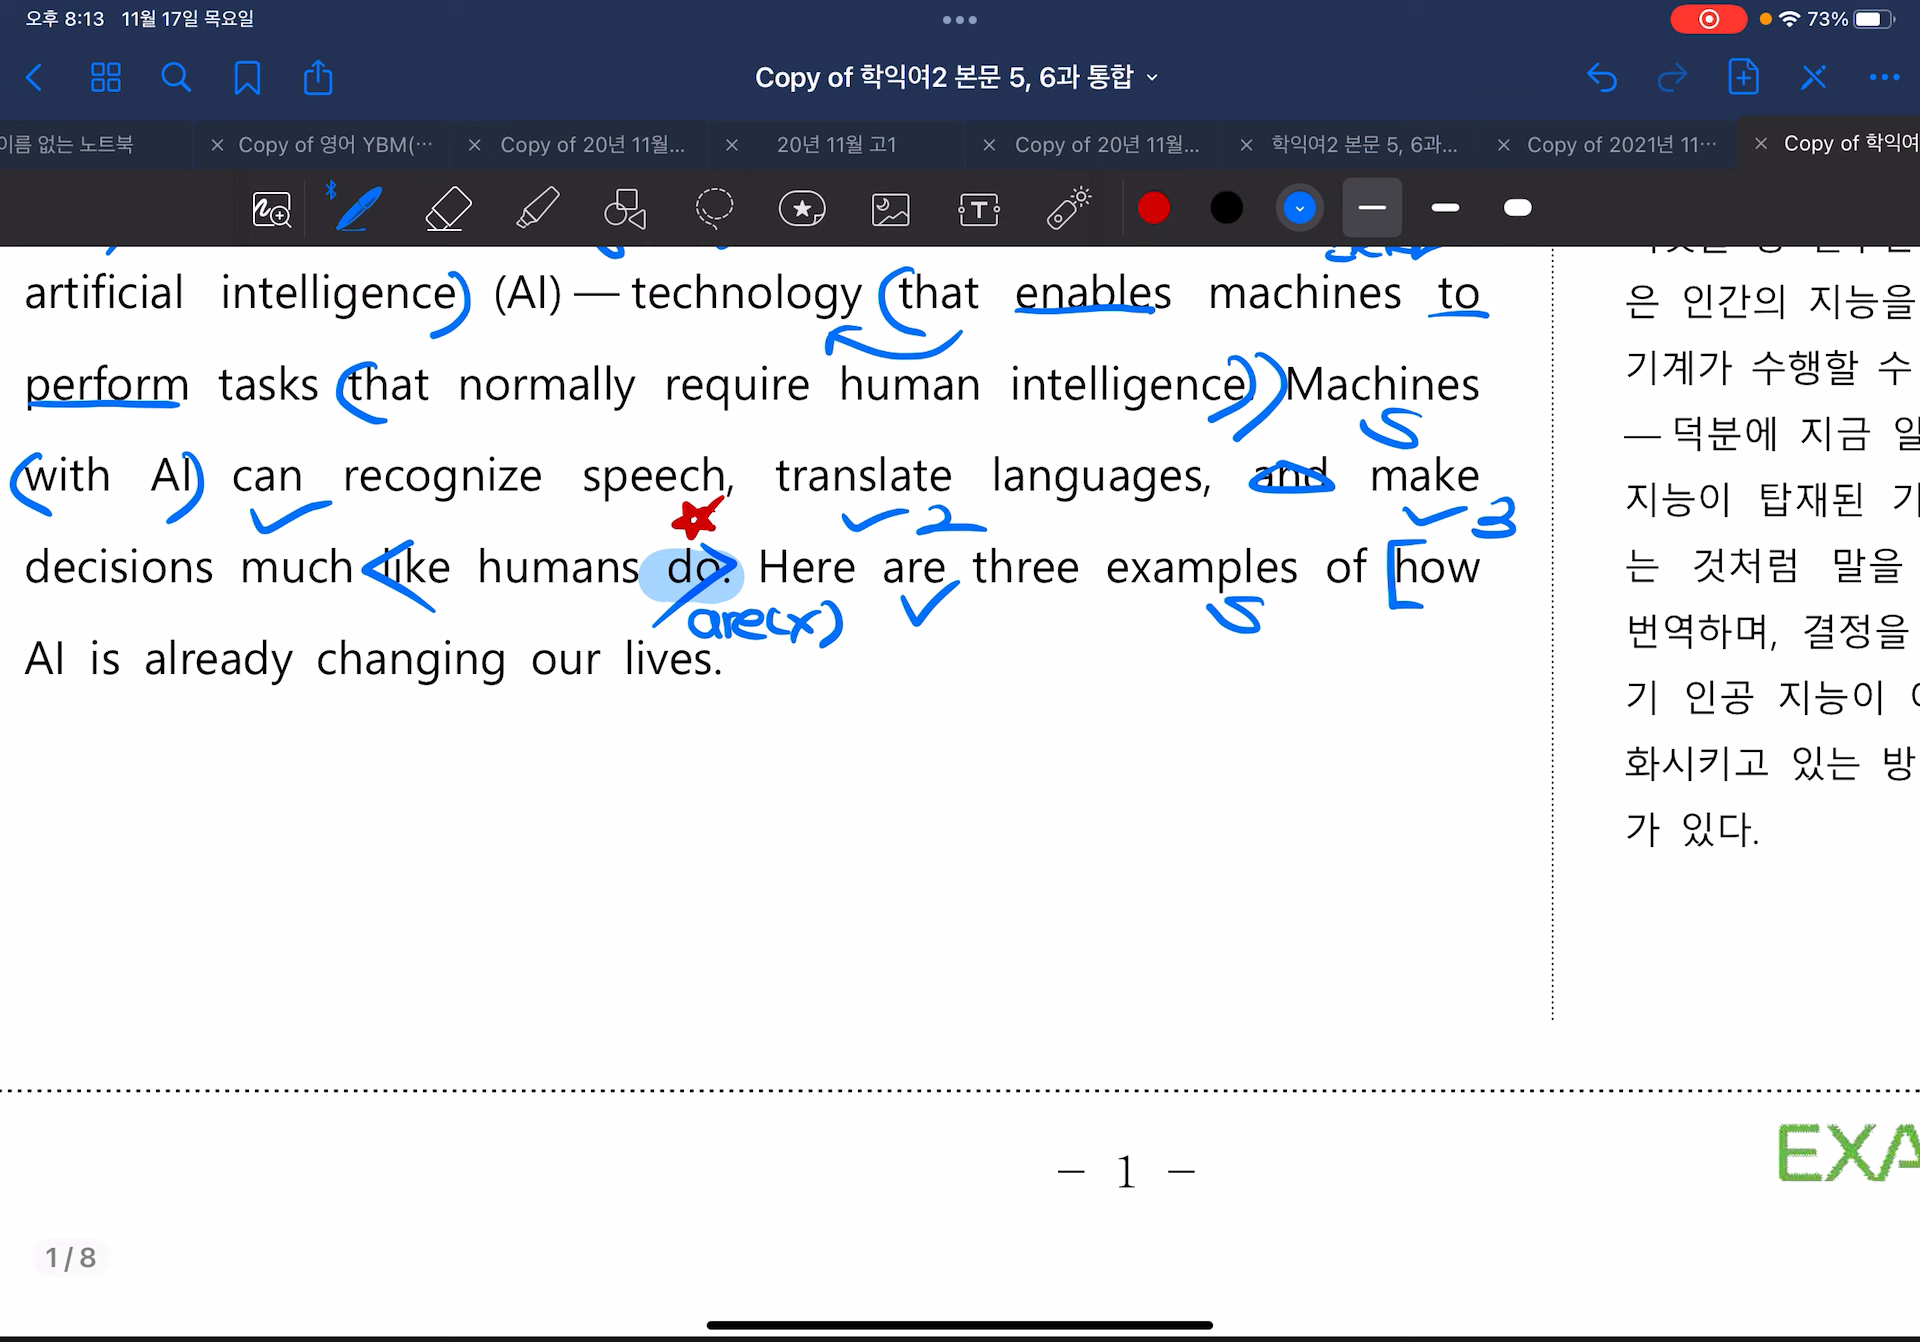 오후 8:13 11월 17일 목요일
73%
Copy of 학익여2 본문 5, 6과 통합
이름 없는 노트북
Copy of 영어 YBM(…
Copy of 20년 11월...
20년 11월 고1
Copy of 20년 11월...
학익여2 본문 5, 6과...
Copy of 2021년 11…
Copy of 학익여
artificial intelligence) (AI) — technology (that enables machines to
perform tasks (that normally require human intelligence)) Machines
S
(with AI) can recognize speech, translate languages, and make
2 3
decisions much <like humans do.> Here are three examples of [how
are(x) S
AI is already changing our lives.
은 인간의 지능을
기계가 수행할 수
— 덕분에 지금 일
지능이 탑재된 기
는 것처럼 말을
번역하며, 결정을
기 인공 지능이
화시키고 있는 방
가 있다.
- 1 -
EXA
1 / 8